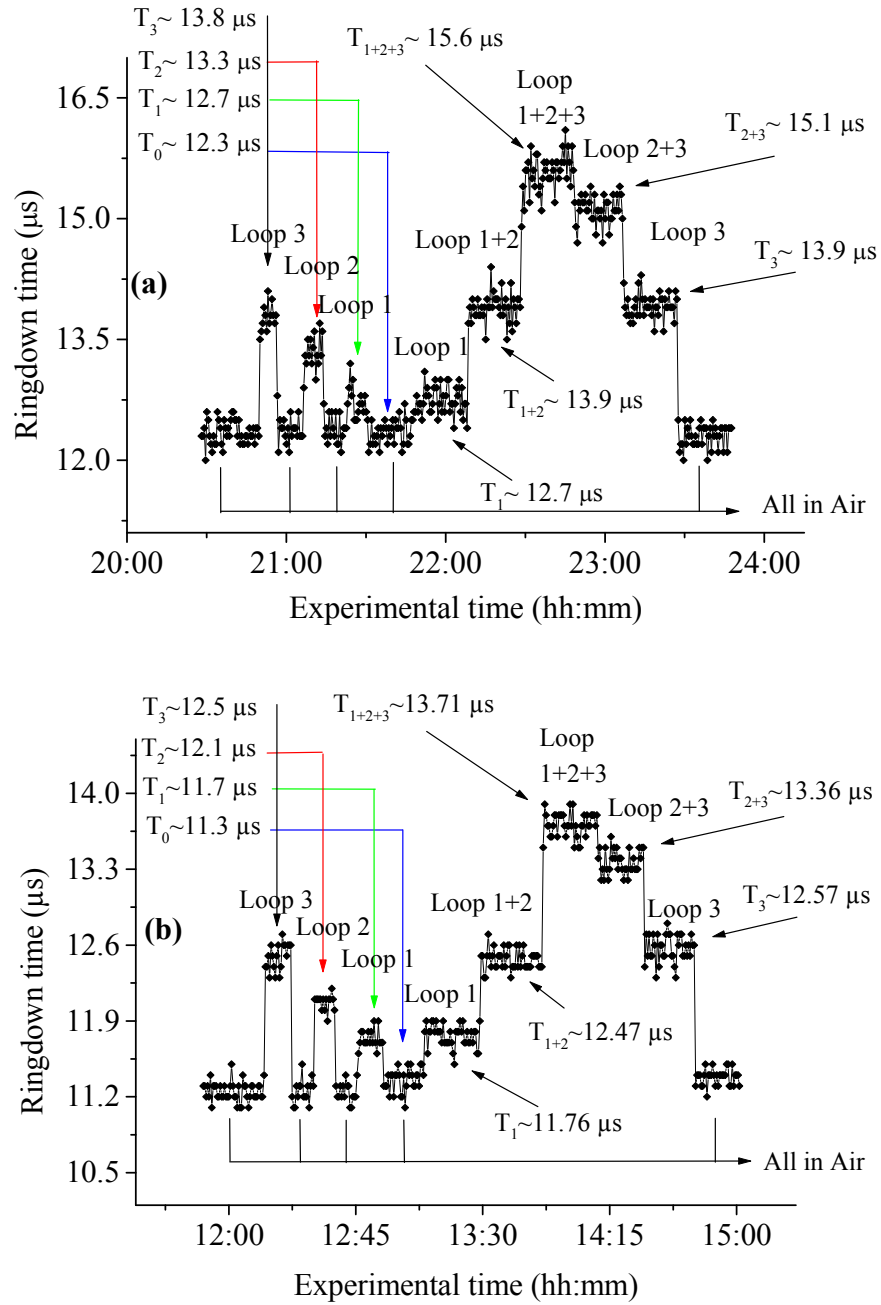 T3~ 13.8 µs
T2~ 13.3 µs
T1~ 12.7 µs
T0~ 12.3 µs
T1+2+3~ 15.6 µs
Loop
1+2+3
Loop 2+3
T2+3~ 15.1 µs
16.5
15.0
13.5
12.0
Ringdown time (µs)
(a)
Loop 3
Loop 2
Loop 1
Loop 1
Loop 1+2
Loop 3
T3~ 13.9 µs
T1+2~ 13.9 µs
T1~ 12.7 µs
All in Air
20:00
21:00
22:00
23:00
24:00
Experimental time (hh:mm)
T3~12.5 µs
T2~12.1 µs
T1~11.7 µs
T0~11.3 µs
T1+2+3~13.71 µs
Loop
1+2+3
Loop 2+3
T2+3~13.36 µs
14.0
13.3
12.6
11.9
11.2
10.5
Ringdown time (µs)
(b)
Loop 3
Loop 2
Loop 1
Loop 1
Loop 1+2
Loop 3
T3~12.57 µs
T1+2~12.47 µs
T1~11.76 µs
All in Air
12:00
12:45
13:30
14:15
15:00
Experimental time (hh:mm)